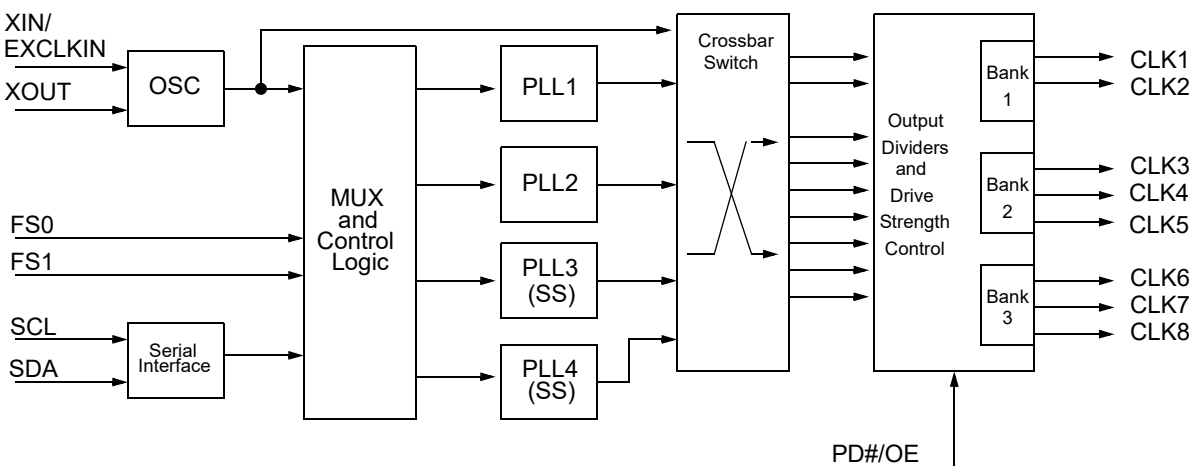 XIN/
EXCLKIN
XOUT
OSC
FS0
FS1
SCL
SDA
Serial
Interface
MUX
and
Control
Logic
PLL1
PLL2
PLL3
(SS)
PLL4
(SS)
Crossbar
Switch
Output
Dividers
and
Drive
Strength
Control
Bank
1
Bank
2
Bank
3
CLK1
CLK2
CLK3
CLK4
CLK5
CLK6
CLK7
CLK8
PD#/OE